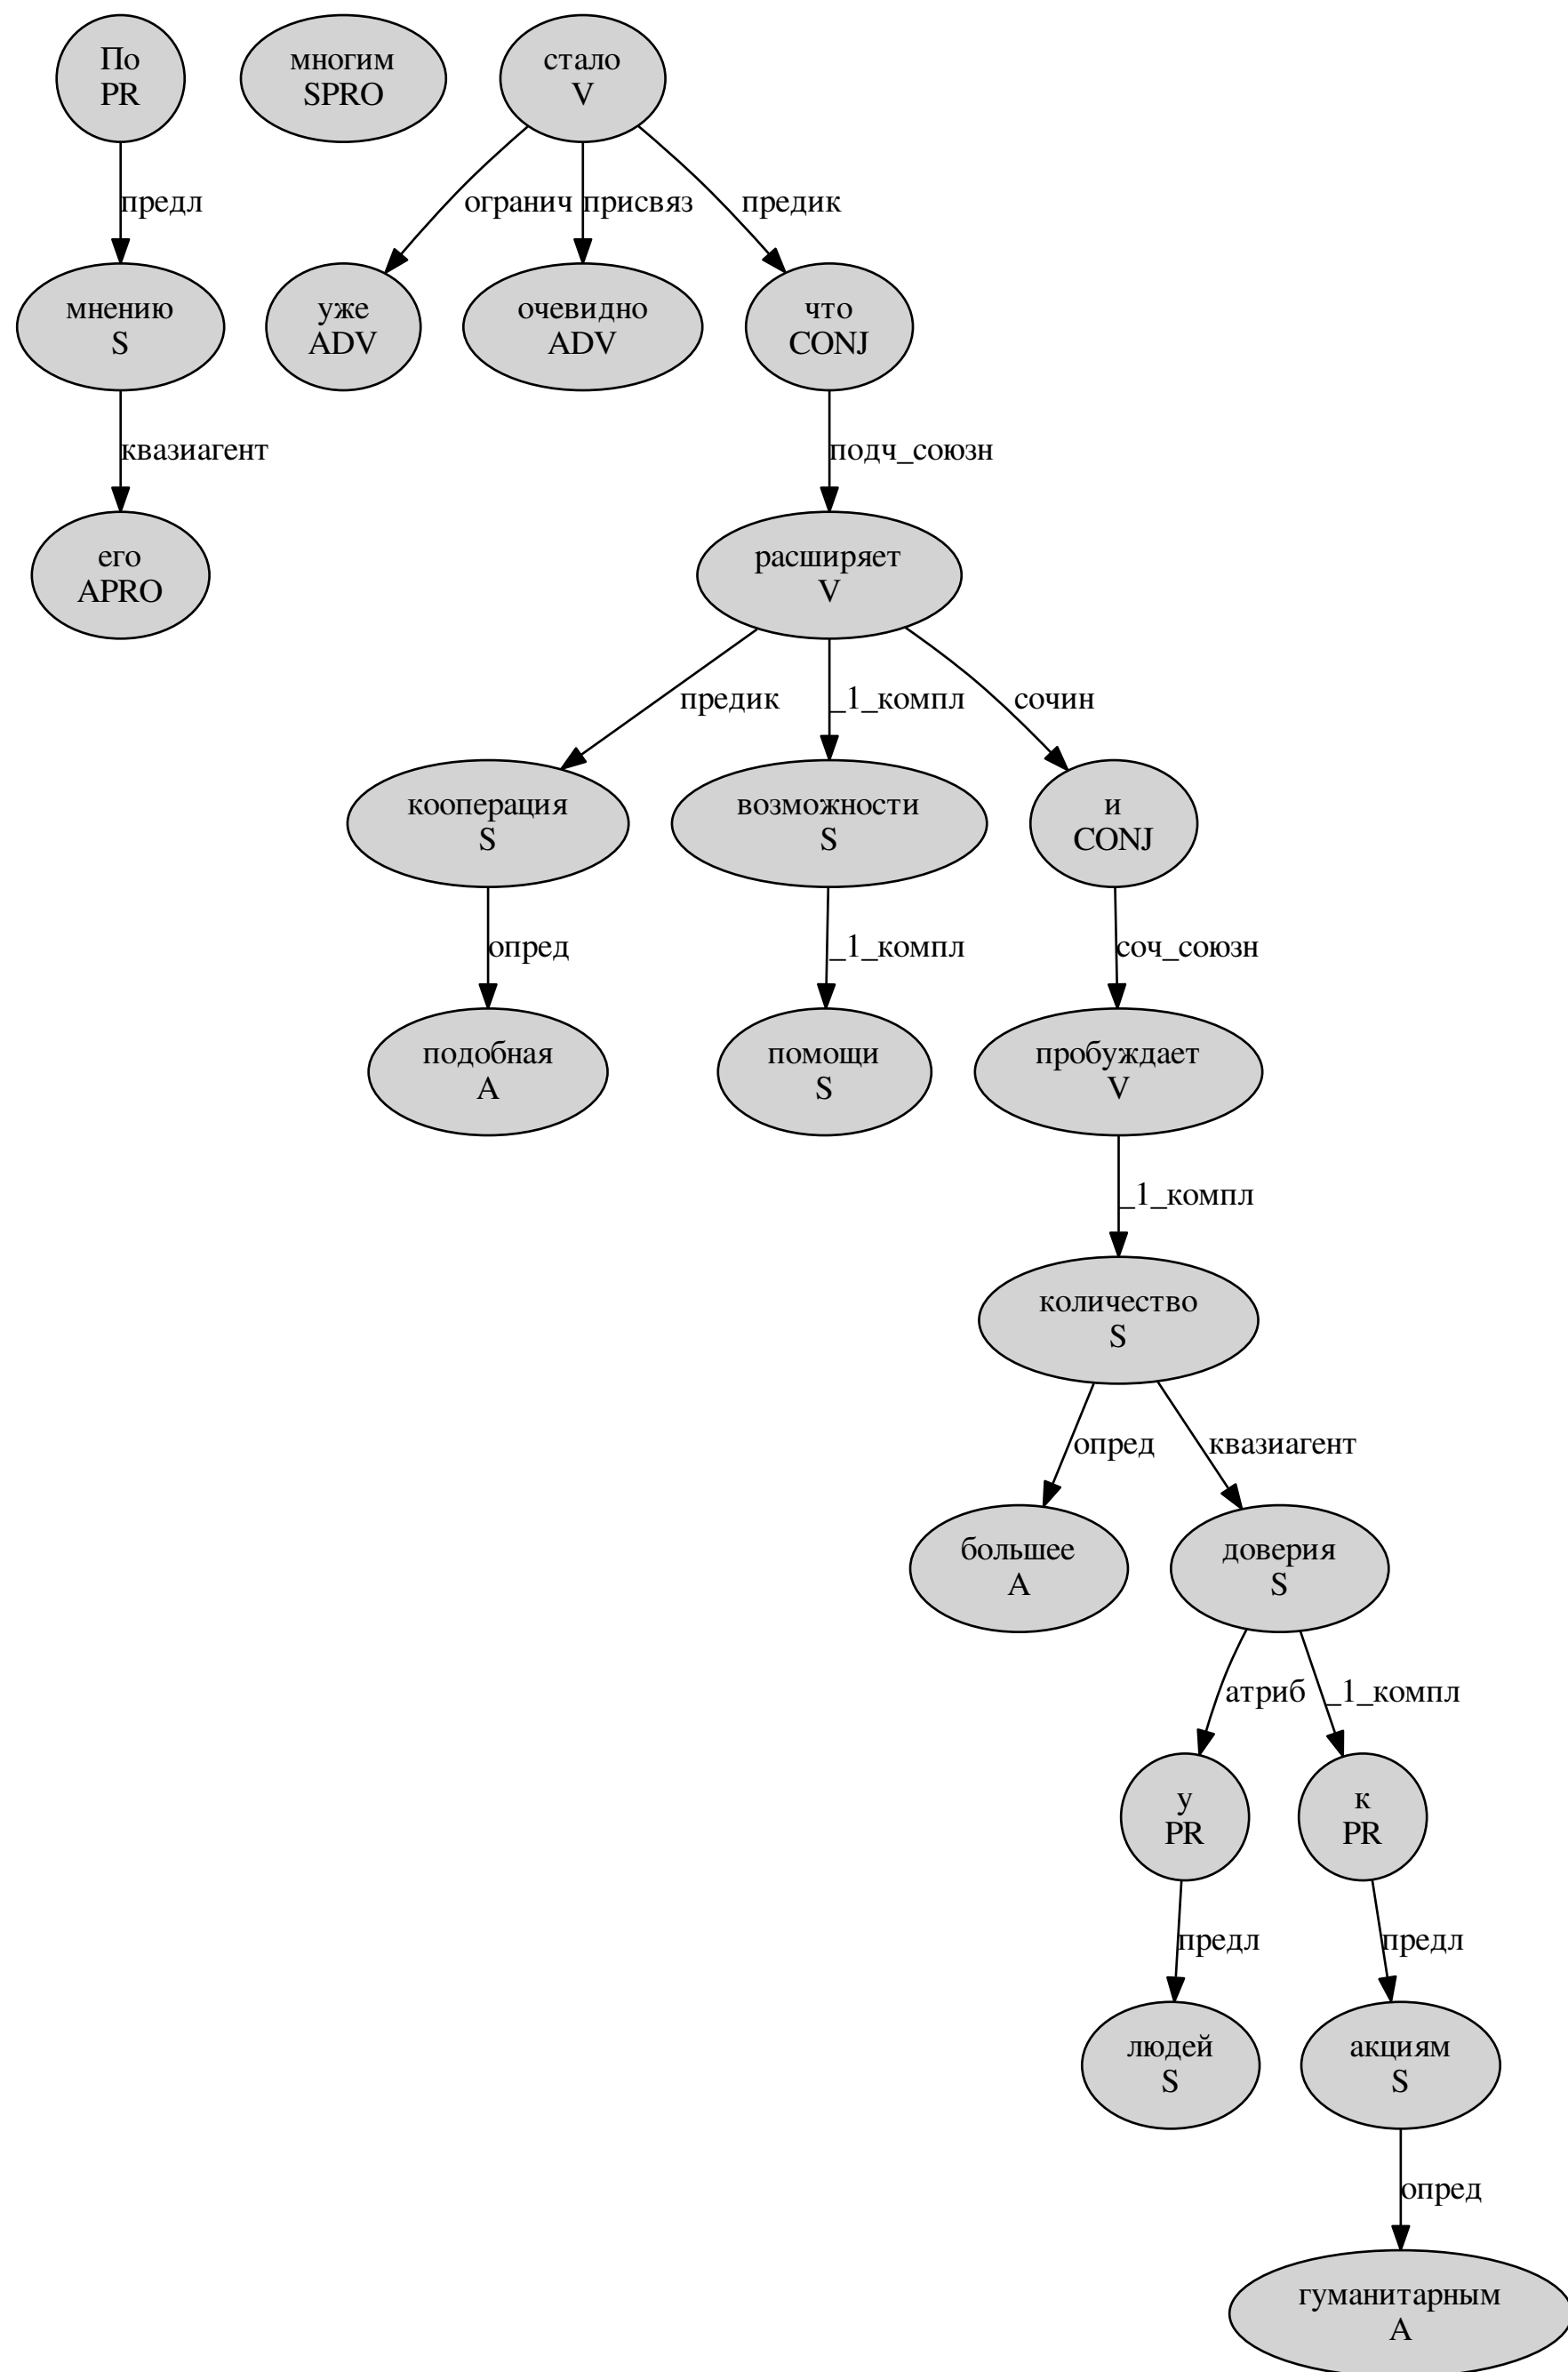 По
PR
многим
SPRO
стало
V
предл
огранич
присвяз
предик
мнению
S
уже
ADV
очевидно
ADV
что
CONJ
квазиагент
подч_союзн
его
APRO
расширяет
V
предик
_1_компл
сочин
кооперация
S
возможности
S
и
CONJ
опред
_1_компл
соч_союзн
подобная
A
помощи
S
пробуждает
V
_1_компл
количество
S
опред
квазиагент
большее
A
доверия
S
атриб
_1_компл
у
PR
к
PR
предл
предл
людей
S
акциям
S
опред
гуманитарным
A